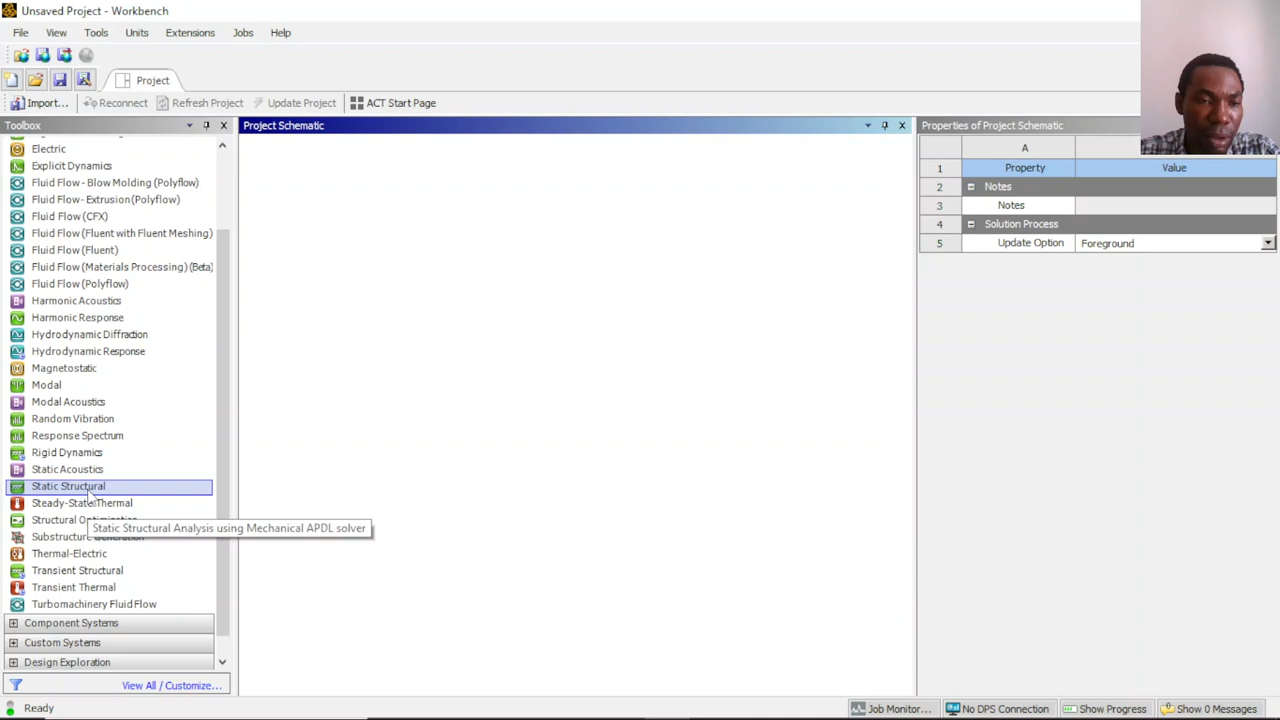 Unsaved Project - Workbench
File View Tools Units Extensions Jobs Help
Project
Import... Reconnect Refresh Project Update Project ACT Start Page
Toolbox
Electric
Explicit Dynamics
Fluid Flow - Blow Molding (Polyflow)
Fluid Flow- Extrusion (Polyflow)
Fluid Flow (CFX)
Fluid Flow (Fluent with Fluent Meshing)
Fluid Flow (Fluent)
Fluid Flow (Materials Processing) (Beta)
Fluid Flow (Polyflow)
Harmonic Acoustics
Harmonic Response
Hydrodynamic Diffraction
Hydrodynamic Response
Magnetostatic
Modal
Modal Acoustics
Random Vibration
Response Spectrum
Rigid Dynamics
Static Acoustics
Static Structural
Steady-State Thermal
Structural
Static Structural Analysis using Mechanical APDL solver
Thermal-Electric
Transient Structural
Transient Thermal
Turbomachinery Fluid Flow
Component Systems
Custom Systems
Design Exploration
View All / Customize...
Project Schematic
Properties of Project Schematic
A
1 Property Value
2 Notes
3 Notes
4 Solution Process
5 Update Option Foreground
Ready Job Monitor... No DPS Connection Show Progress Show 0 Messages